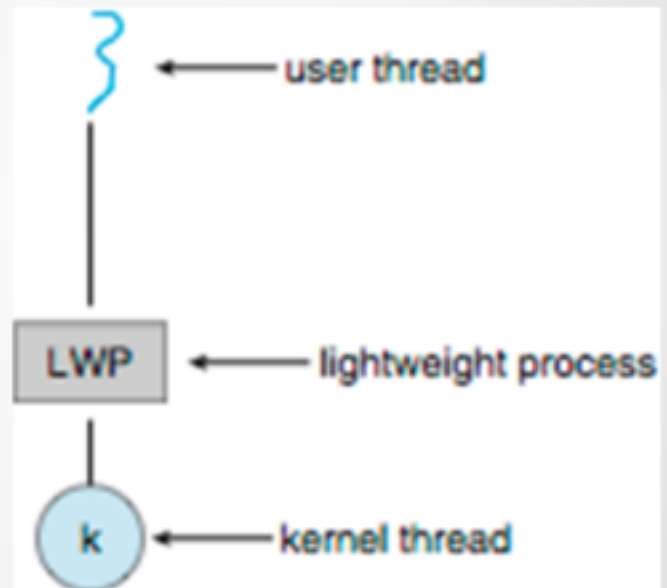 user thread
LWP
lightweight process
k
kernel thread